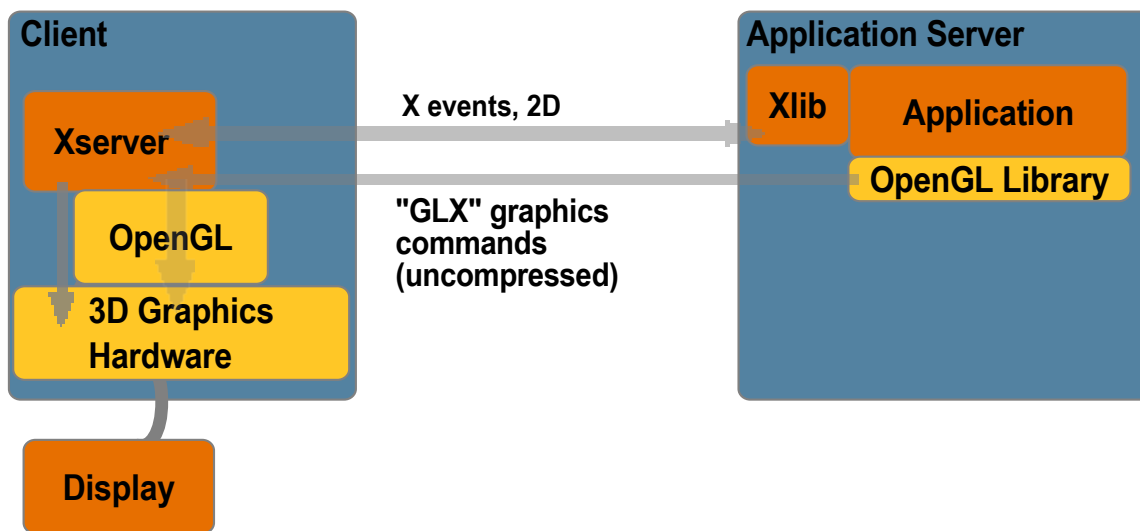 Client
Xserver
OpenGL
3D Graphics
Hardware
Display
X events, 2D
"GLX" graphics
commands
(uncompressed)
Application Server
Xlib
Application
OpenGL Library